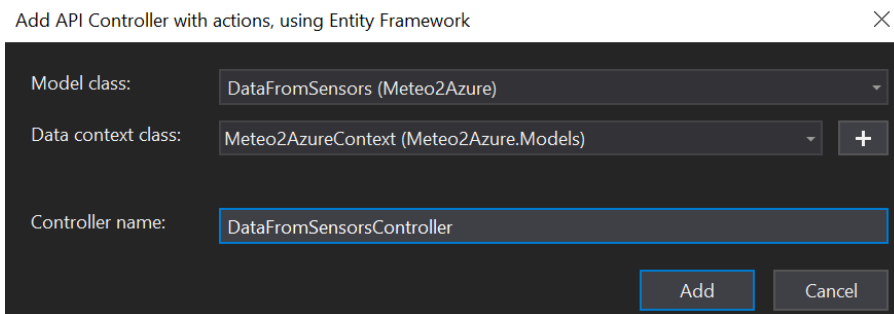 Add API Controller with actions, using Entity Framework
Model class:
DataFromSensors (Meteo2Azure)
Data context class:
Meteo2AzureContext (Meteo2Azure.Models)
+
Controller name:
DataFromSensorsController
Add
Cancel